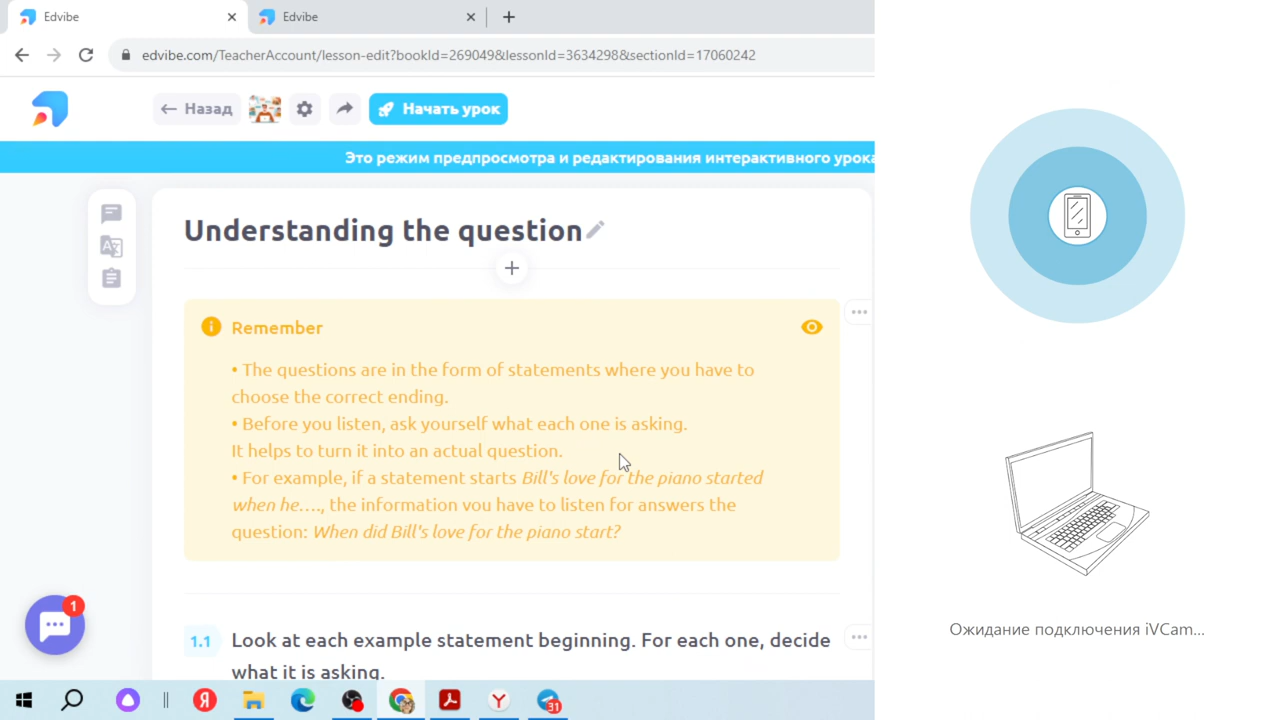 Edvibe
Edvibe
edvibe.com/TeacherAccount/lesson-edit?bookId=269049&lessonId=3634298&sectionId=17060242
Назад
Начать урок
Это режим предпросмотра и редактирования интерактивного урока
Understanding the question
Remember
• The questions are in the form of statements where you have to
choose the correct ending.
• Before you listen, ask yourself what each one is asking.
It helps to turn it into an actual question.
• For example, if a statement starts Bill's love for the piano started
when he…., the information you have to listen for answers the
question: When did Bill's love for the piano start?
1
1.1 Look at each example statement beginning. For each one, decide
what it is asking.
Я
Y
31
Ожидание подключения iVCam...